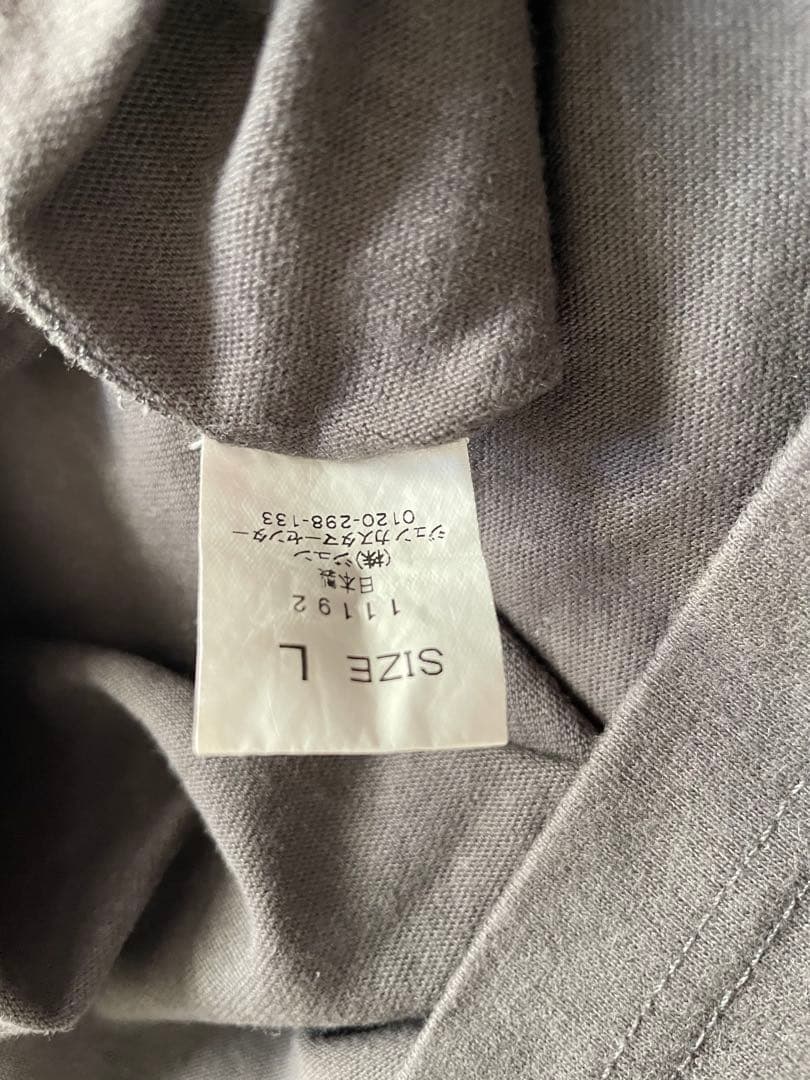 SIZE L
11192
日本製
(株)ジュン
ジュンカスタマーセンター
0120-298-133